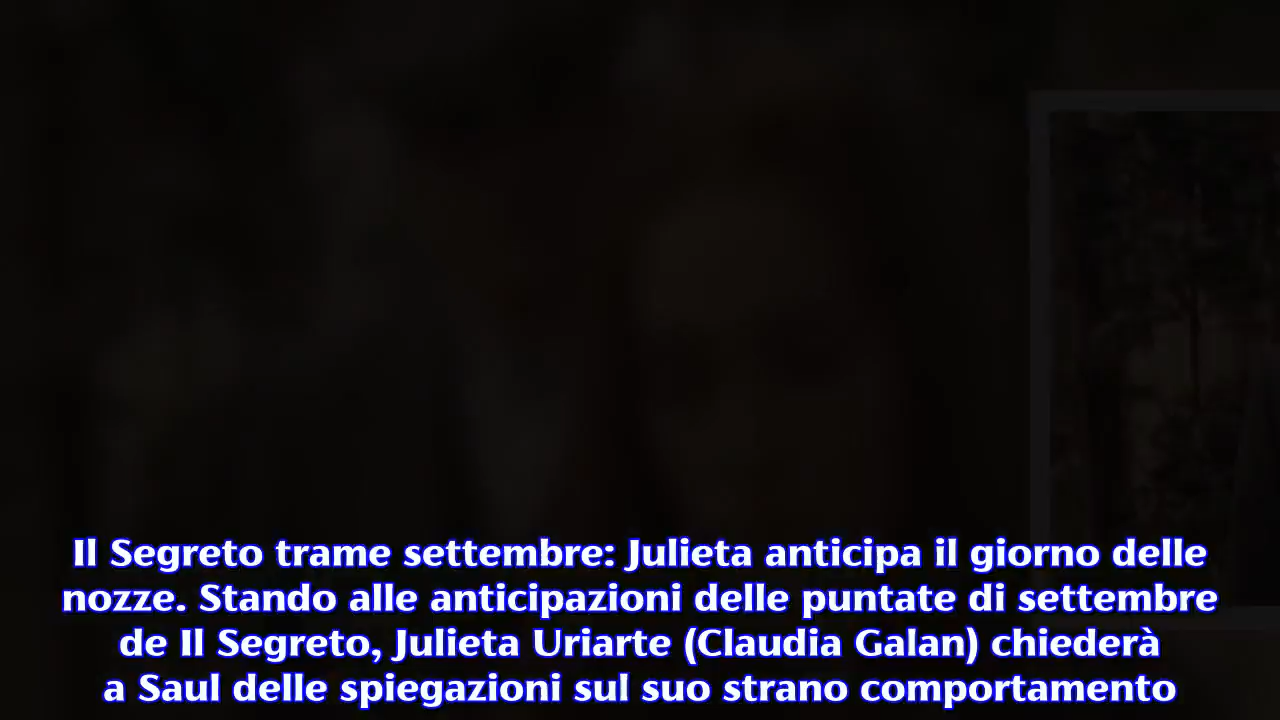 Il Segreto trame settembre: Julieta anticipa il giorno delle
nozze. Stando alle anticipazioni delle puntate di settembre
de Il Segreto, Julieta Uriarte (Claudia Galan) chiederà
a Saul delle spiegazioni sul suo strano comportamento